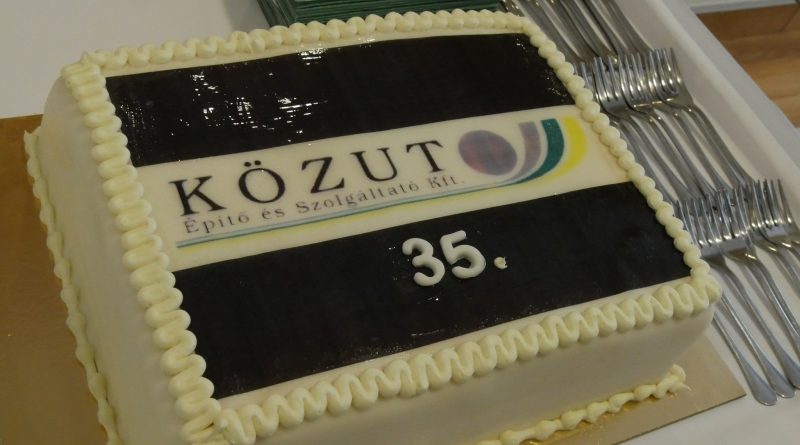 KÖZUT
Építő és Szolgáltató Kft.
35.